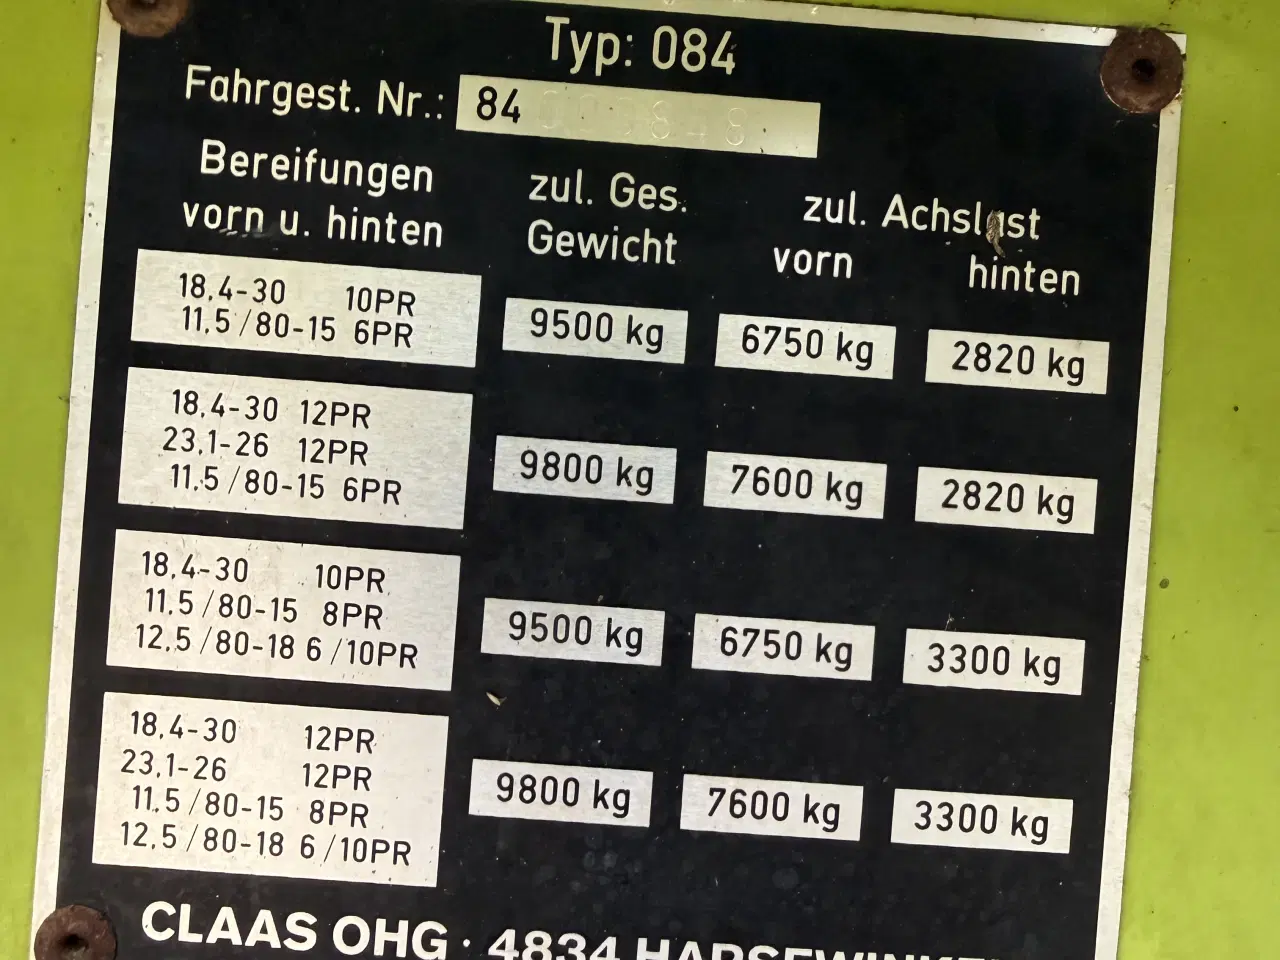 Typ: 084
Fahrgest. Nr.: 84
Bereifungen vorn u. hinten
zul. Ges. Gewicht
zul. Achslast
vorn hinten
18.4-30 10PR
11.5/80-15 6PR
9500 kg 6750 kg 2820 kg
18.4-30 12PR
23.1-26 12PR
11.5/80-15 6PR
9800 kg 7600 kg 2820 kg
18.4-30 10PR
11.5/80-15 8PR
12.5/80-18 6/10PR
9500 kg 6750 kg 3300 kg
18.4-30 12PR
23.1-26 12PR
11.5/80-15 8PR
12.5/80-18 6/10PR
9800 kg 7600 kg 3300 kg
CLAAS OHG · 4834